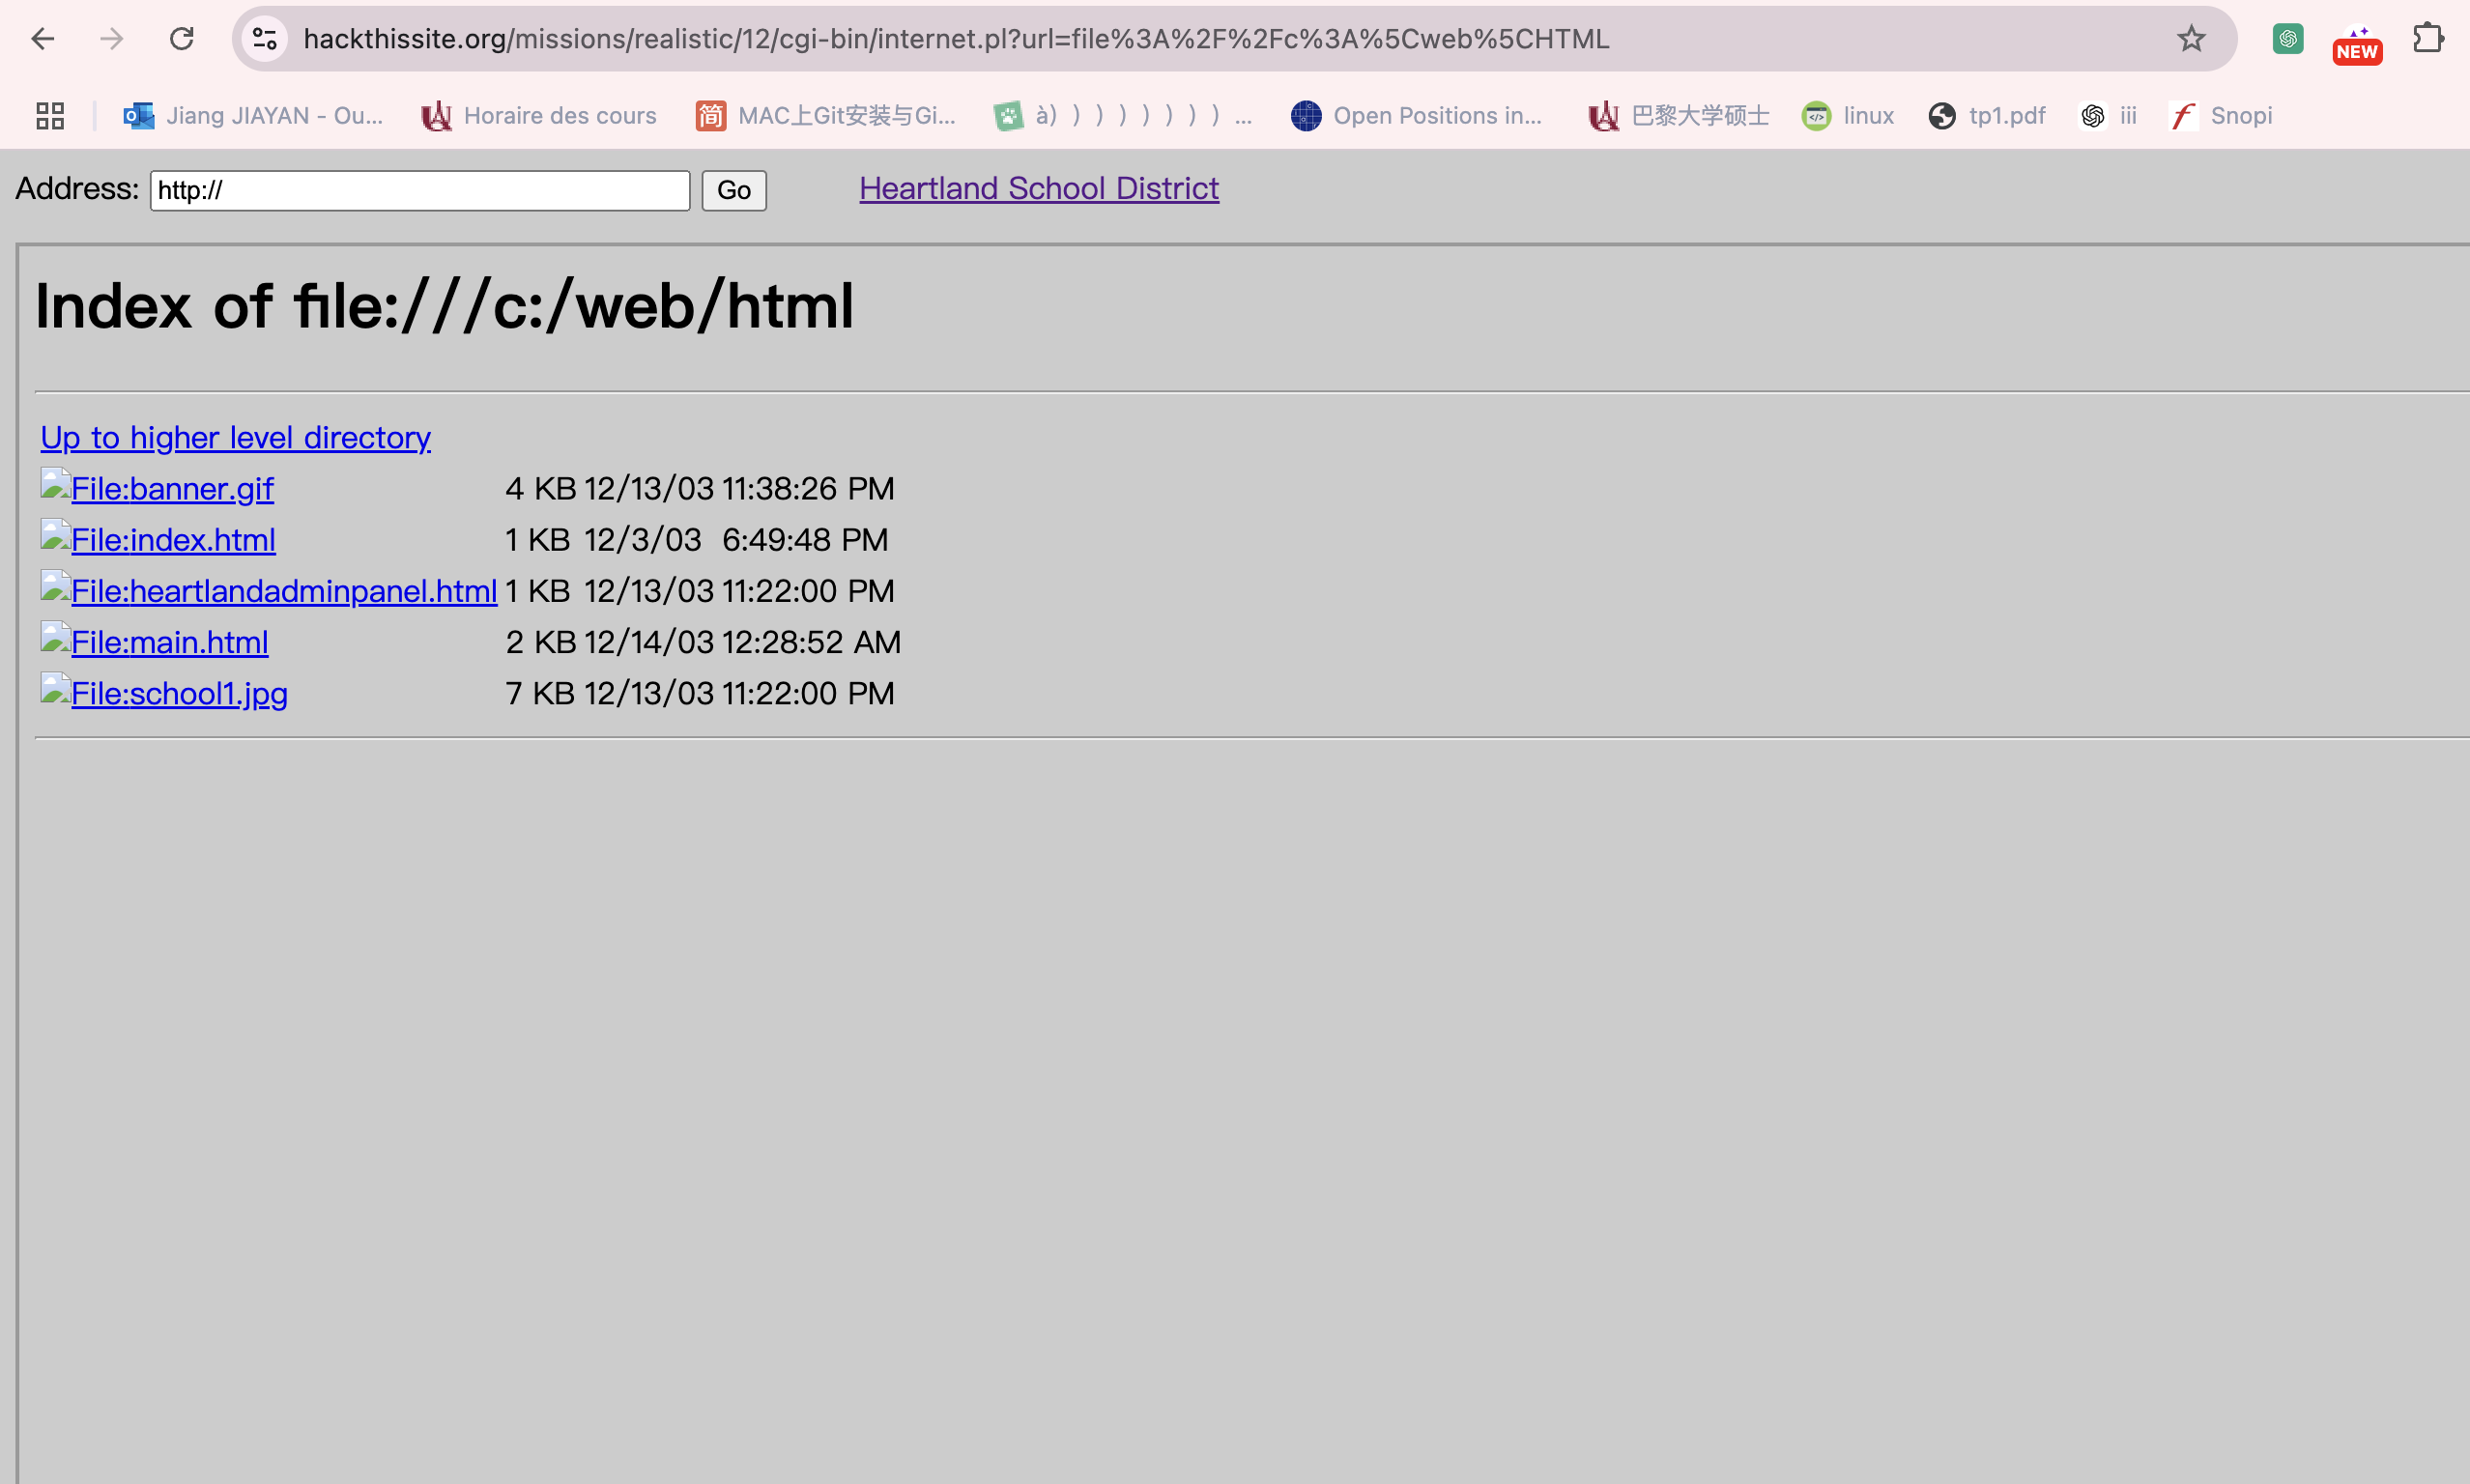 hackthissite.org/missions/realistic/12/cgi-bin/internet.pl?url=file%3A%2F%2Fc%3A%5Cweb%5CHTML
NEW
Jiang JIAYAN - Ou... Horaire des cours 简 MAC上Git安装与Gi... à) ) ) ) ) ) ) ) ... Open Positions in... 巴黎大学硕士 linux tp1.pdf iii Snopi
Address: http:// Go Heartland School District
Index of file:///c:/web/html
Up to higher level directory
File:banner.gif 4 KB 12/13/03 11:38:26 PM
File:index.html 1 KB 12/3/03 6:49:48 PM
File:heartlandadminpanel.html 1 KB 12/13/03 11:22:00 PM
File:main.html 2 KB 12/14/03 12:28:52 AM
File:school1.jpg 7 KB 12/13/03 11:22:00 PM